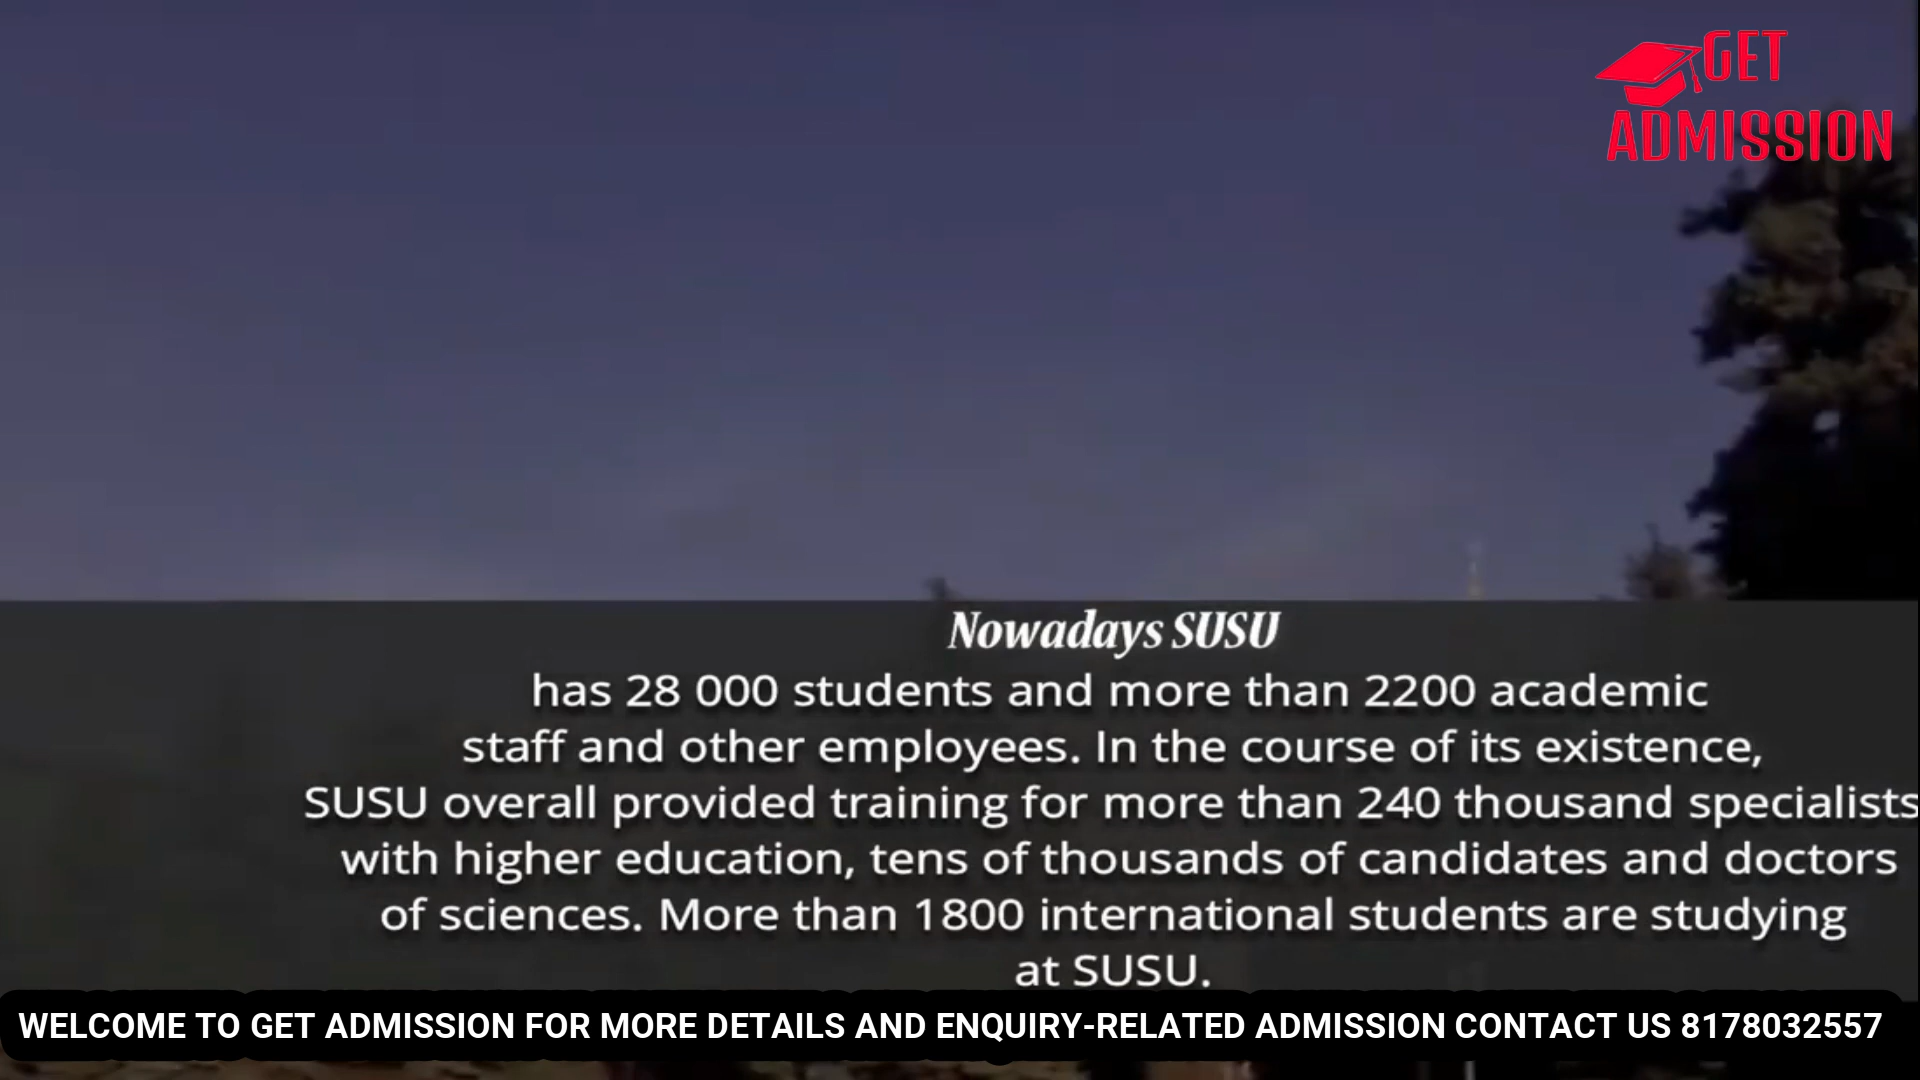 GET
ADMISSION
Nowadays SUSU
has 28 000 students and more than 2200 academic
staff and other employees. In the course of its existence,
SUSU overall provided training for more than 240 thousand specialists
with higher education, tens of thousands of candidates and doctors
of sciences. More than 1800 international students are studying
at SUSU.
WELCOME TO GET ADMISSION FOR MORE DETAILS AND ENQUIRY-RELATED ADMISSION CONTACT US 8178032557